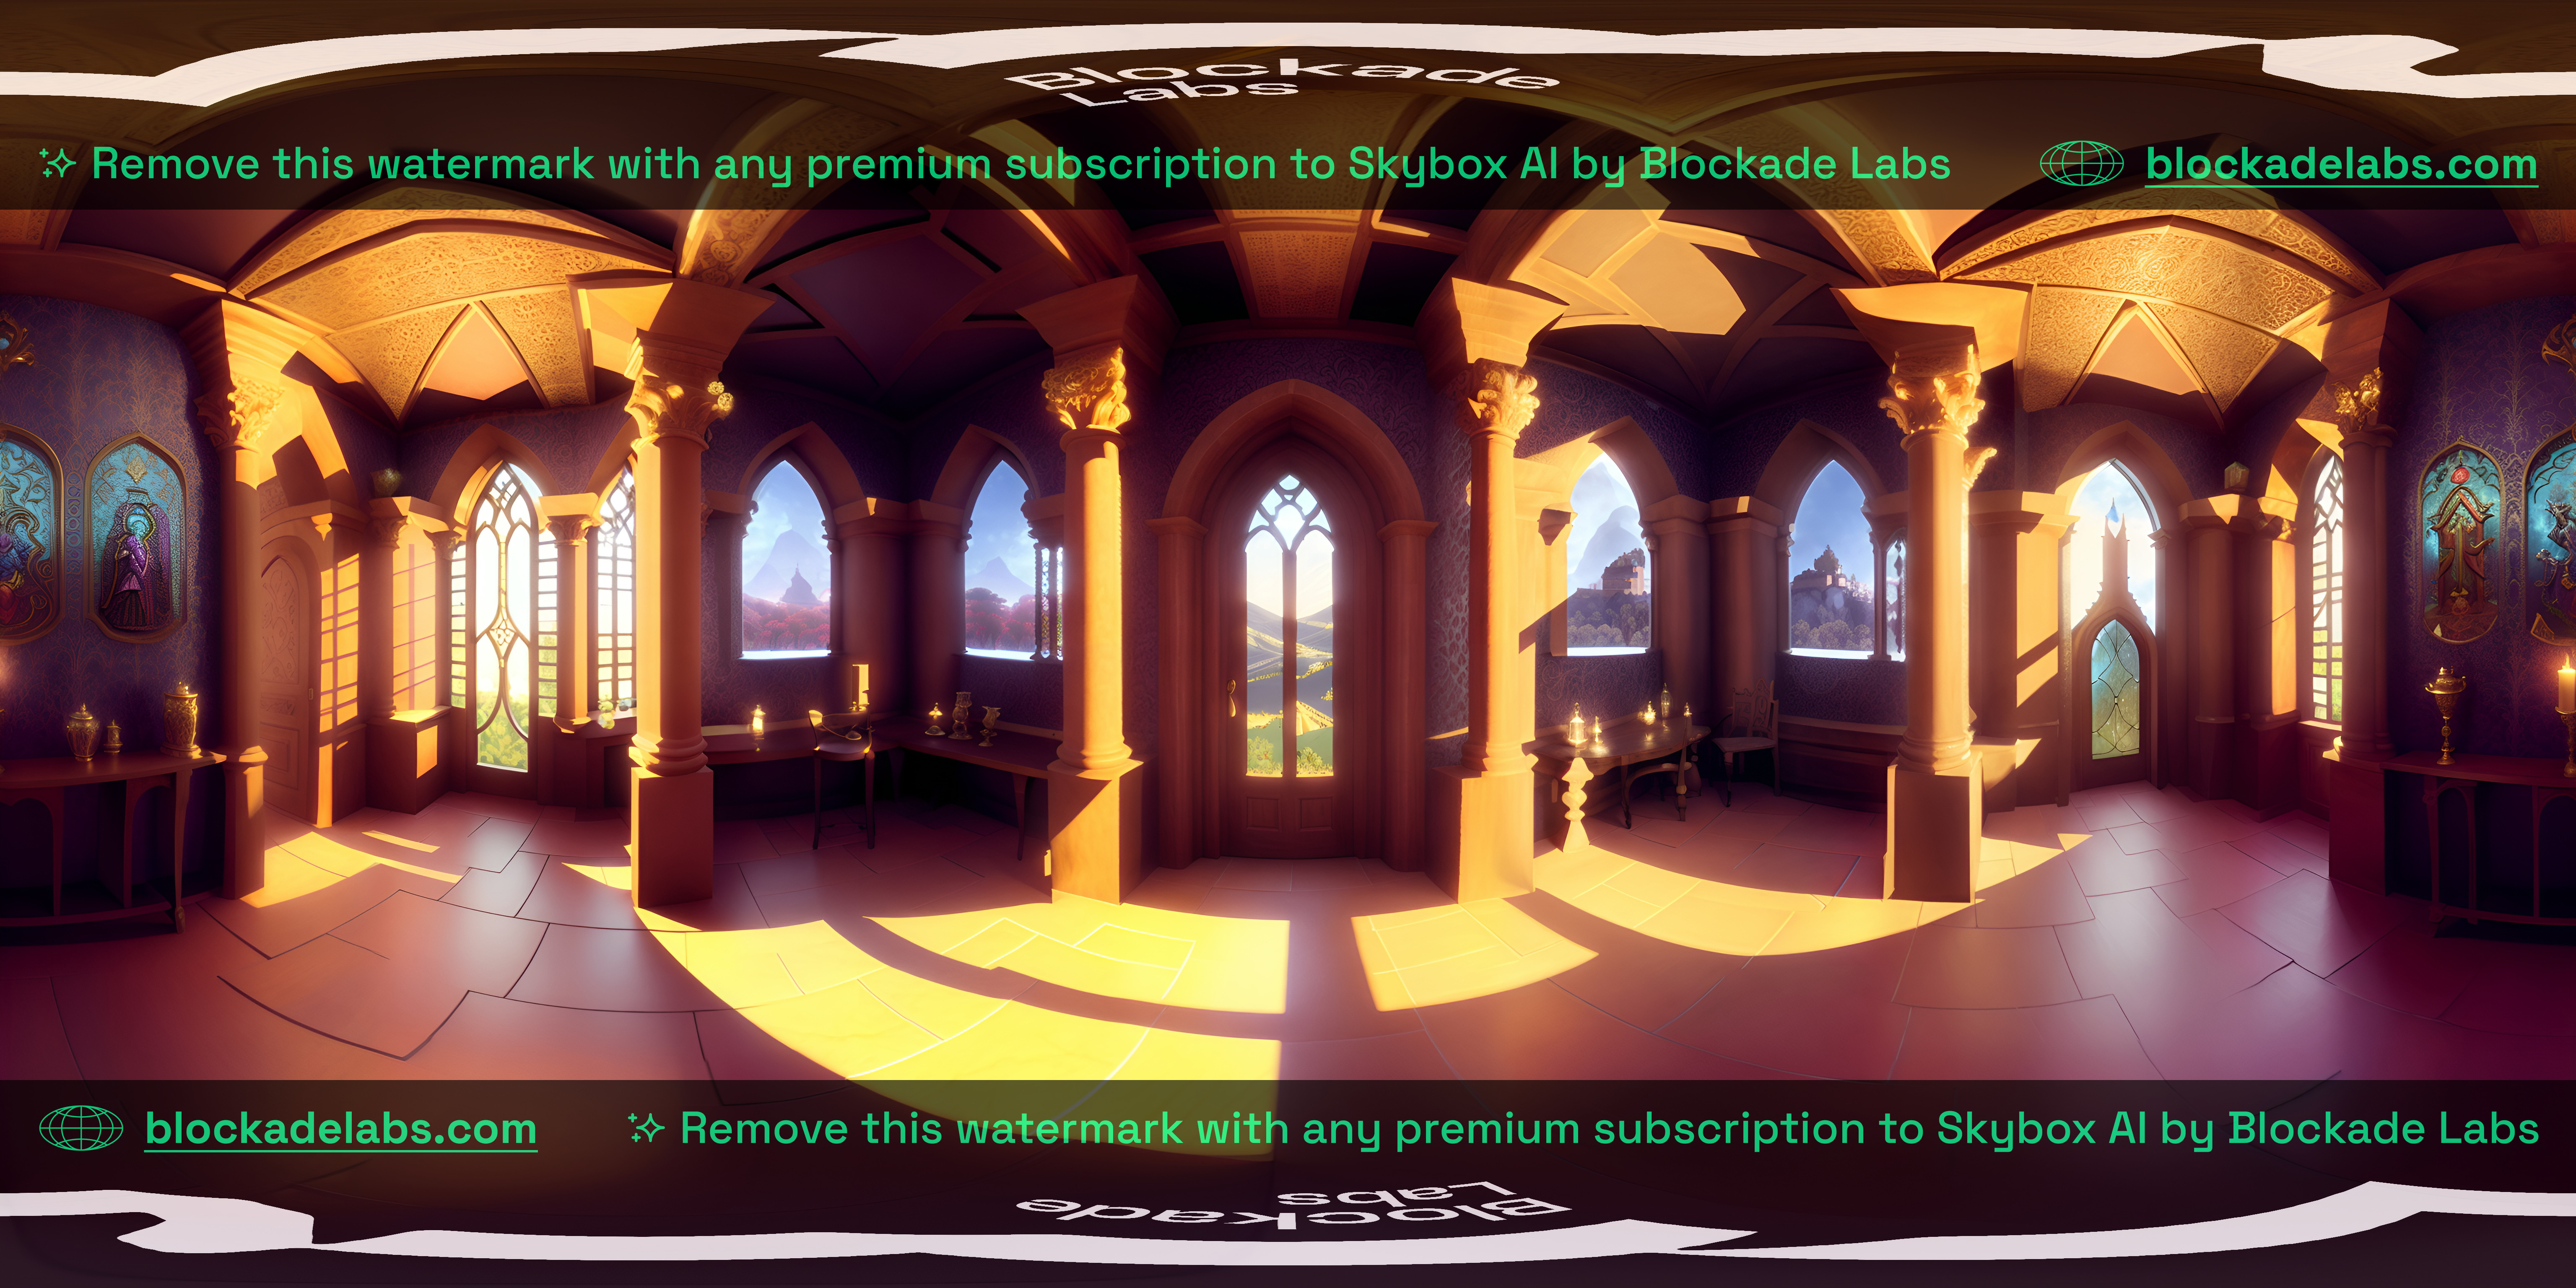 Blockade
Labs
Remove this watermark with any premium subscription to Skybox AI by Blockade Labs
blockadelabs.com
blockadelabs.com
Remove this watermark with any premium subscription to Skybox AI by Blockade Labs
Labs
Blockade